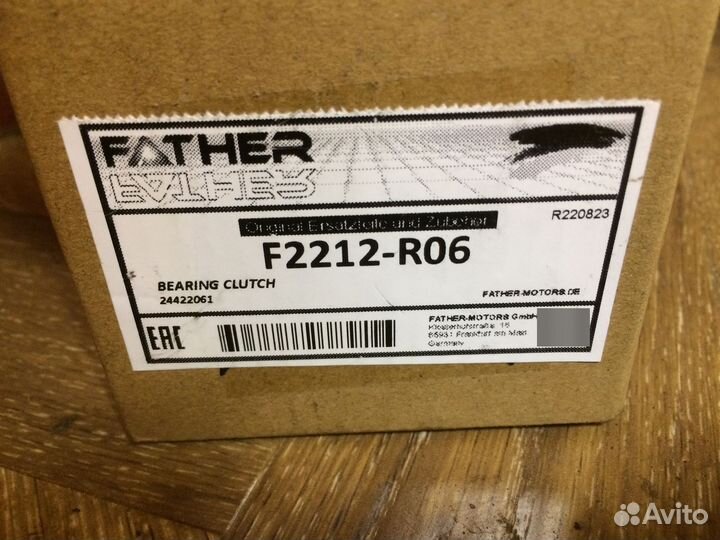 FATHER
FATHER
Original Ersatzteile und Zubehör
R220823
F2212-R06
BEARING CLUTCH
24422061
FATHER-MOTORS.DE
EAC
FATHER-MOTORS GmbH
Frankfurt am Main
Germany
Avito